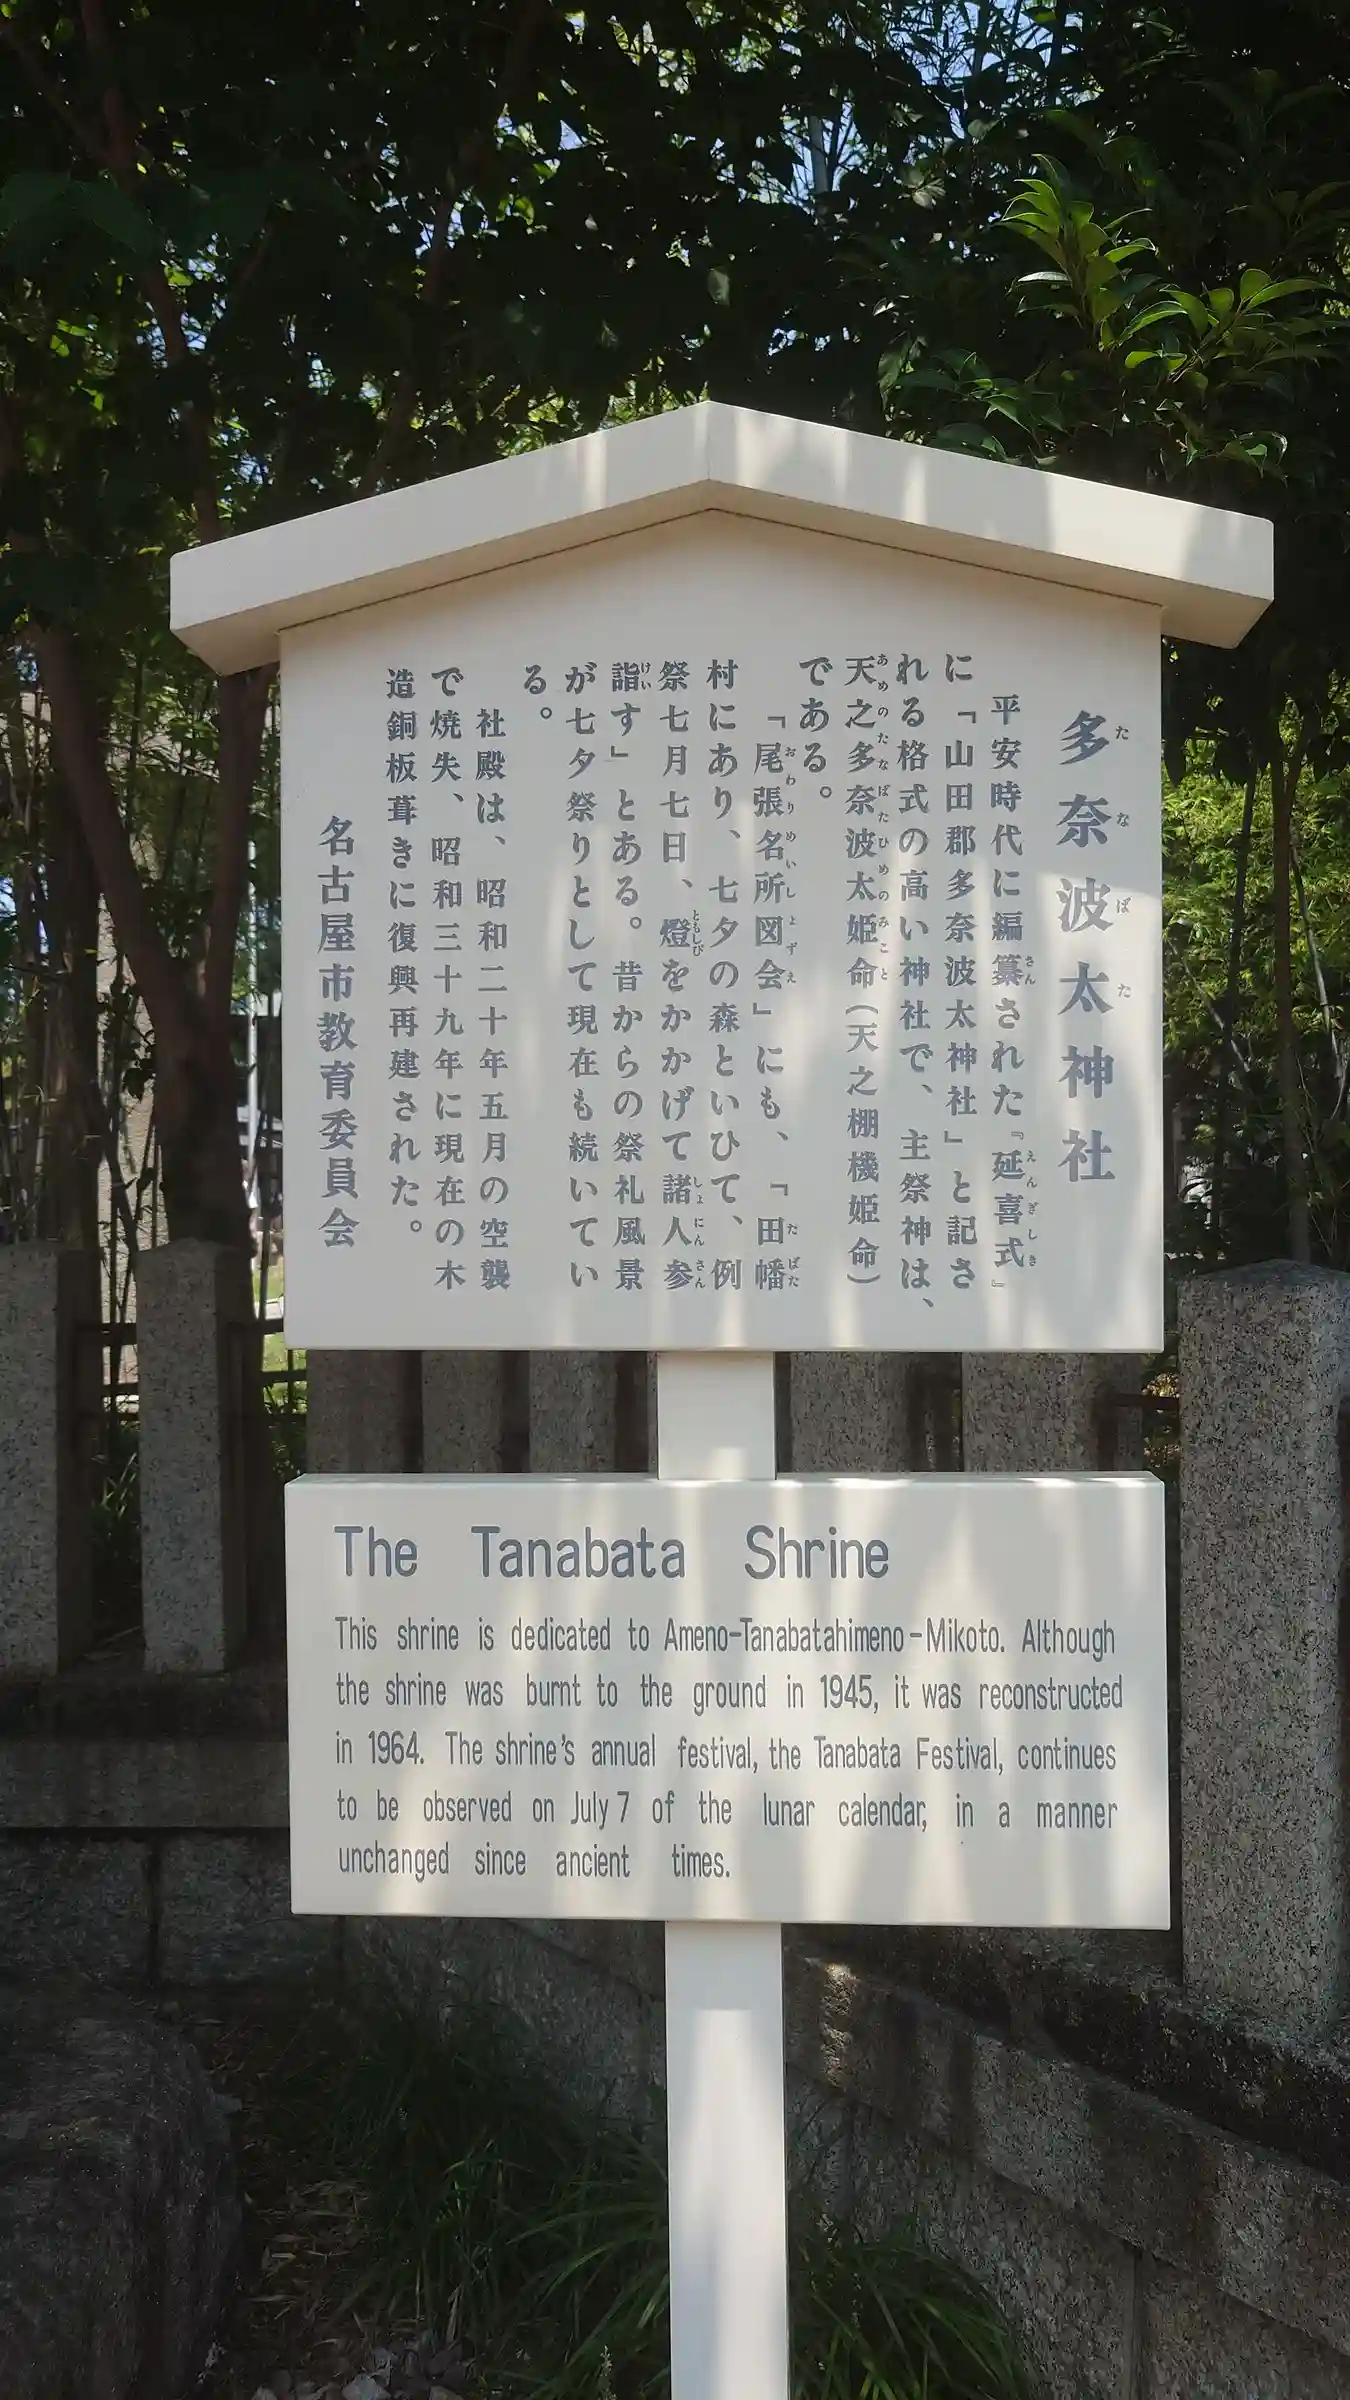 多奈波太神社
平安時代に編纂された『延喜式』
に「山田郡多奈波太神社」と記さ
れる格式の高い神社で、主祭神は、
天之多奈波太姫命(天之棚機姫命)
である。
「尾張名所図会」にも、「田幡
村にあり、七夕の森といひて、例
祭七月七日、燈をかかげて諸人参
詣す」とある。昔からの祭礼風景
が七夕祭りとして現在も続いてい
る。
社殿は、昭和二十年五月の空襲
で焼失、昭和三十九年に現在の木
造銅板葺きに復興再建された。
名古屋市教育委員会
The Tanabata Shrine
This shrine is dedicated to Ameno-Tanabatahimeno-Mikoto. Although
the shrine was burnt to the ground in 1945, it was reconstructed
in 1964. The shrine's annual festival, the Tanabata Festival, continues
to be observed on July 7 of the lunar calendar, in a manner
unchanged since ancient times.